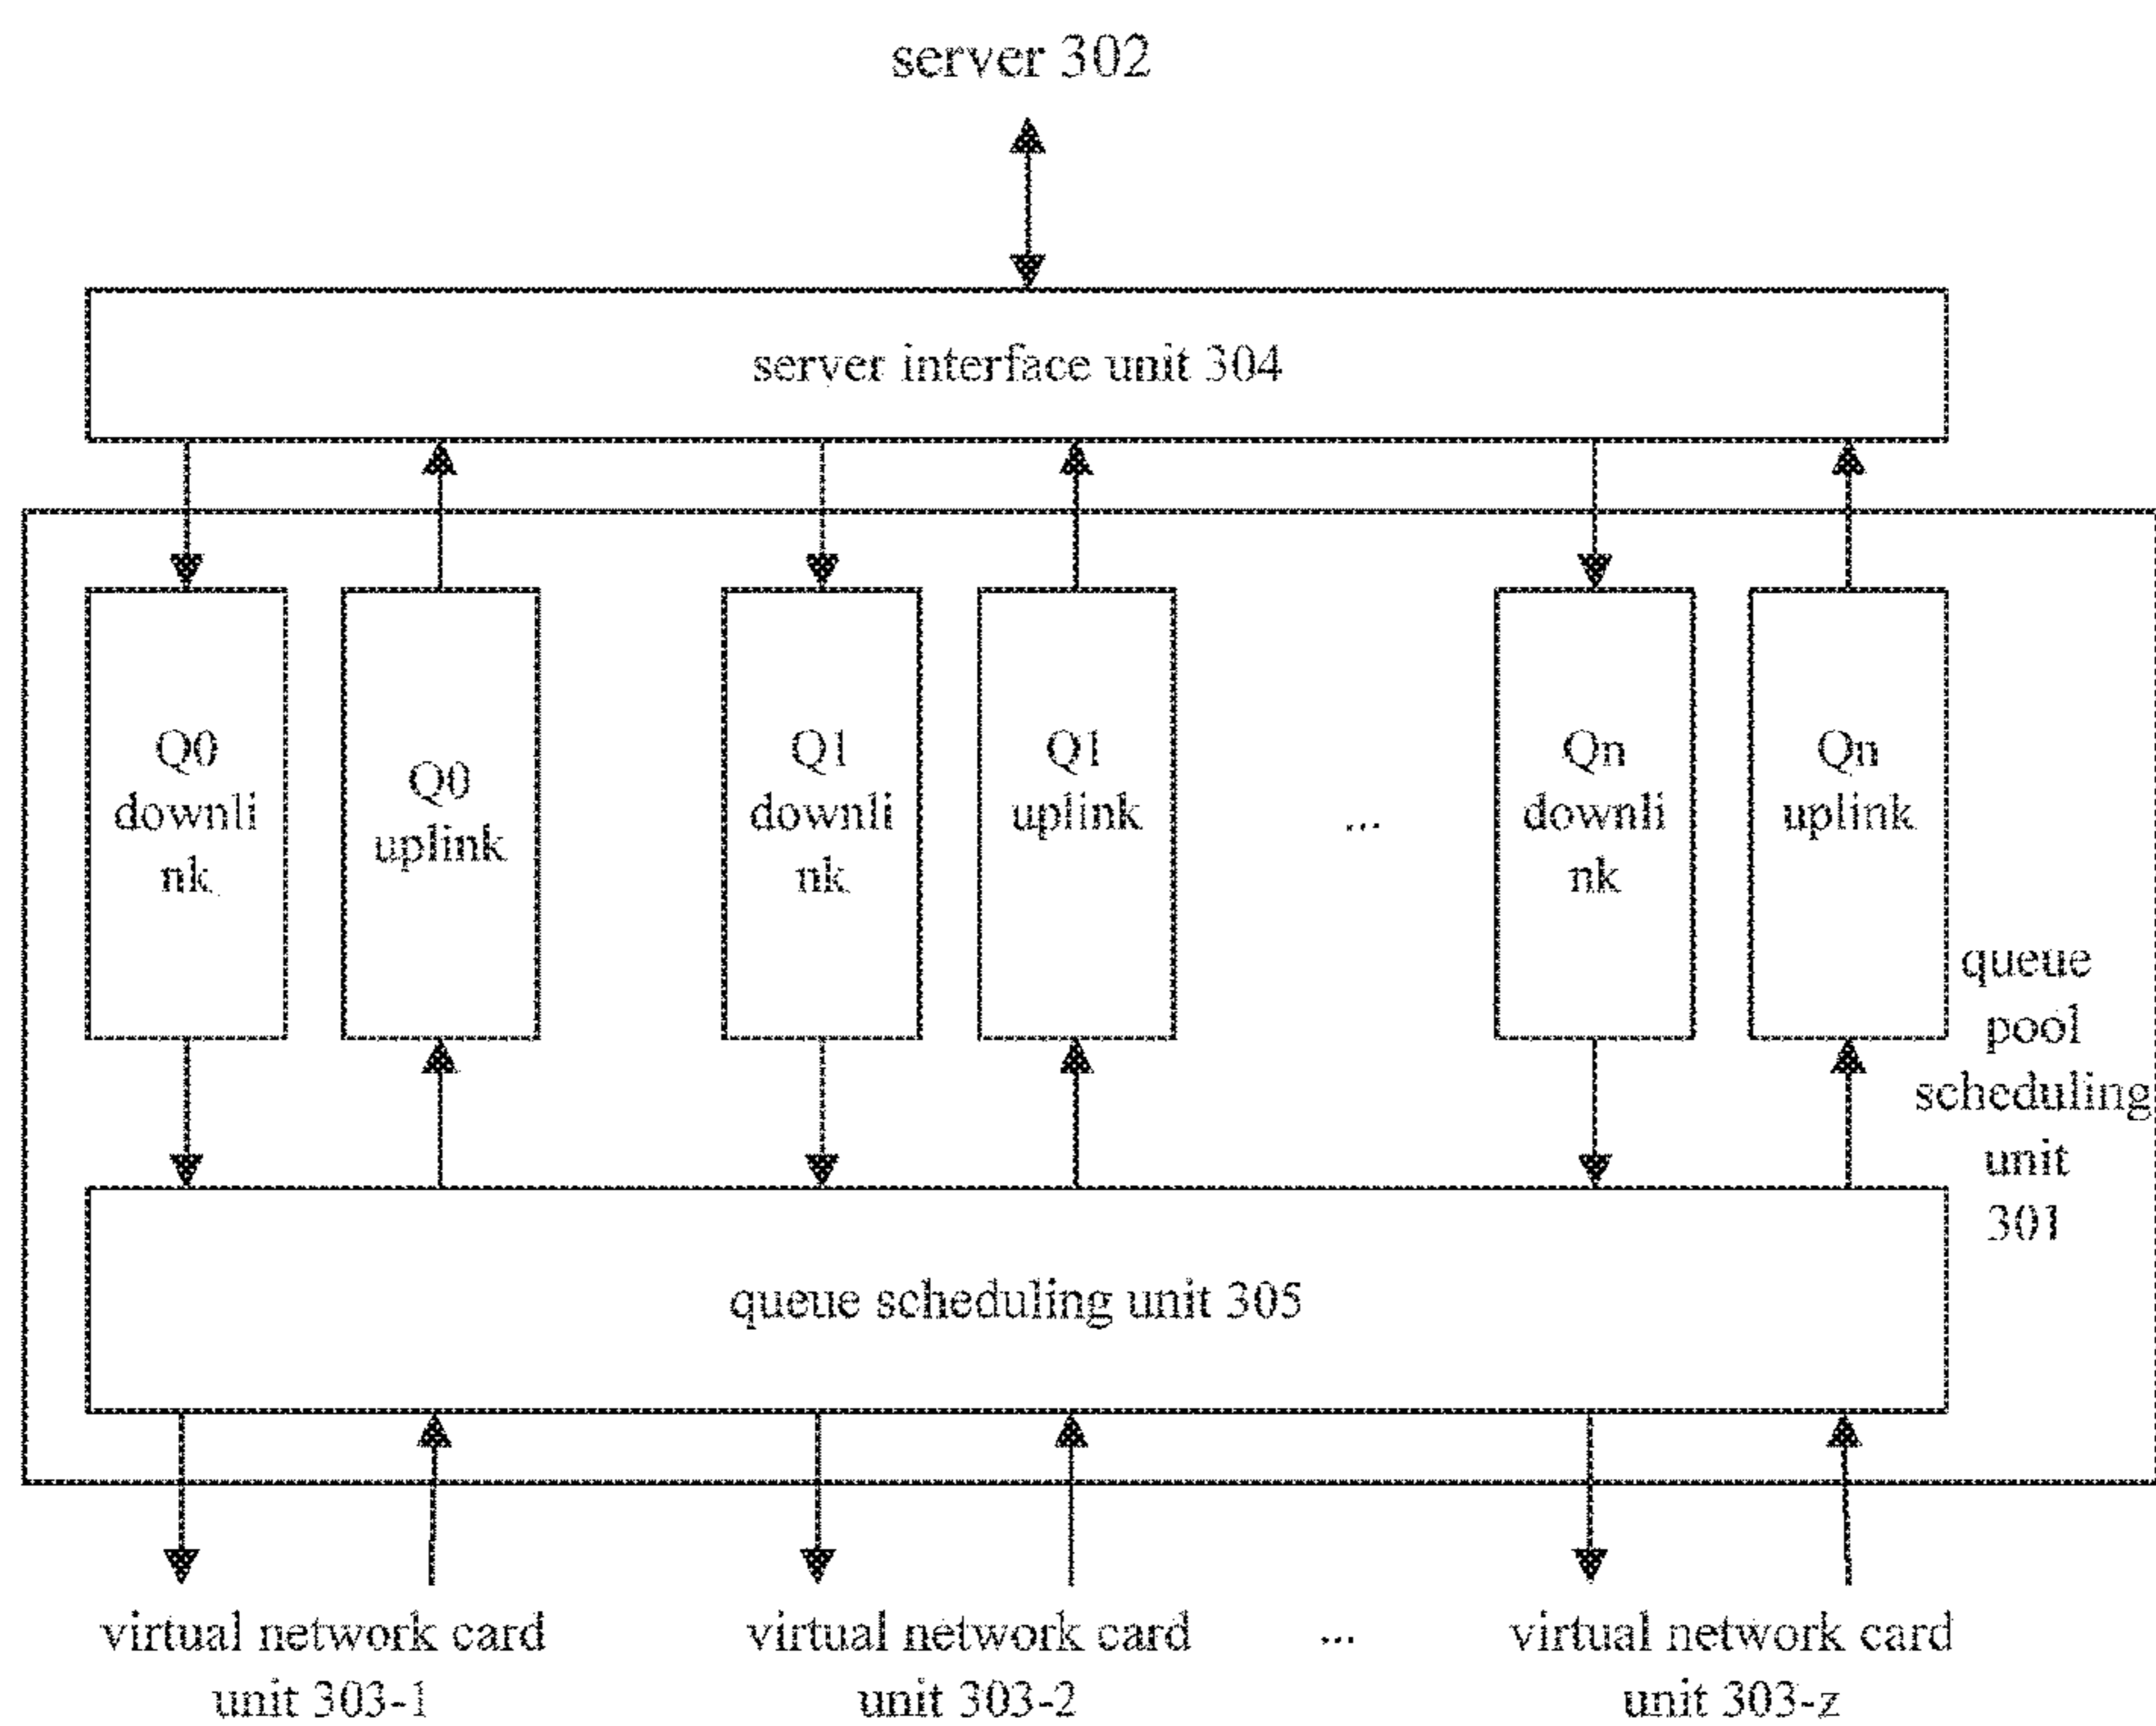 server 302
server interface unit 304
Q0
downli
nk
Q0
uplink
Q1
downli
nk
Q1
uplink
...
Qn
downli
nk
Qn
uplink
queue
pool
scheduling
unit
301
queue scheduling unit 305
virtual network card
unit 303-1
virtual network card
unit 303-2
...
virtual network card
unit 303-z